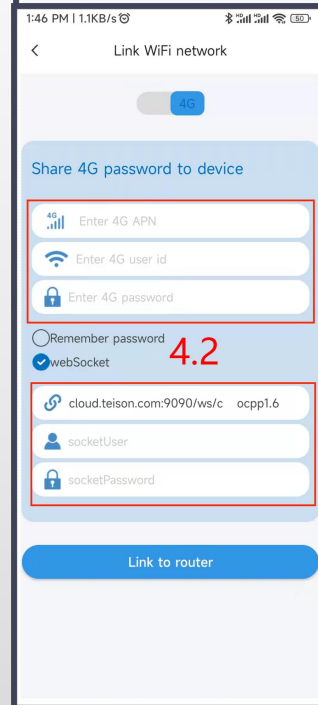 1:46 PM | 1.1KB/s
50
Link WiFi network
4G
Share 4G password to device
4G
Enter 4G APN
Enter 4G user id
Enter 4G password
Remember password
4.2
webSocket
cloud.teison.com:9090/ws/c ocpp1.6
socketUser
socketPassword
Link to router